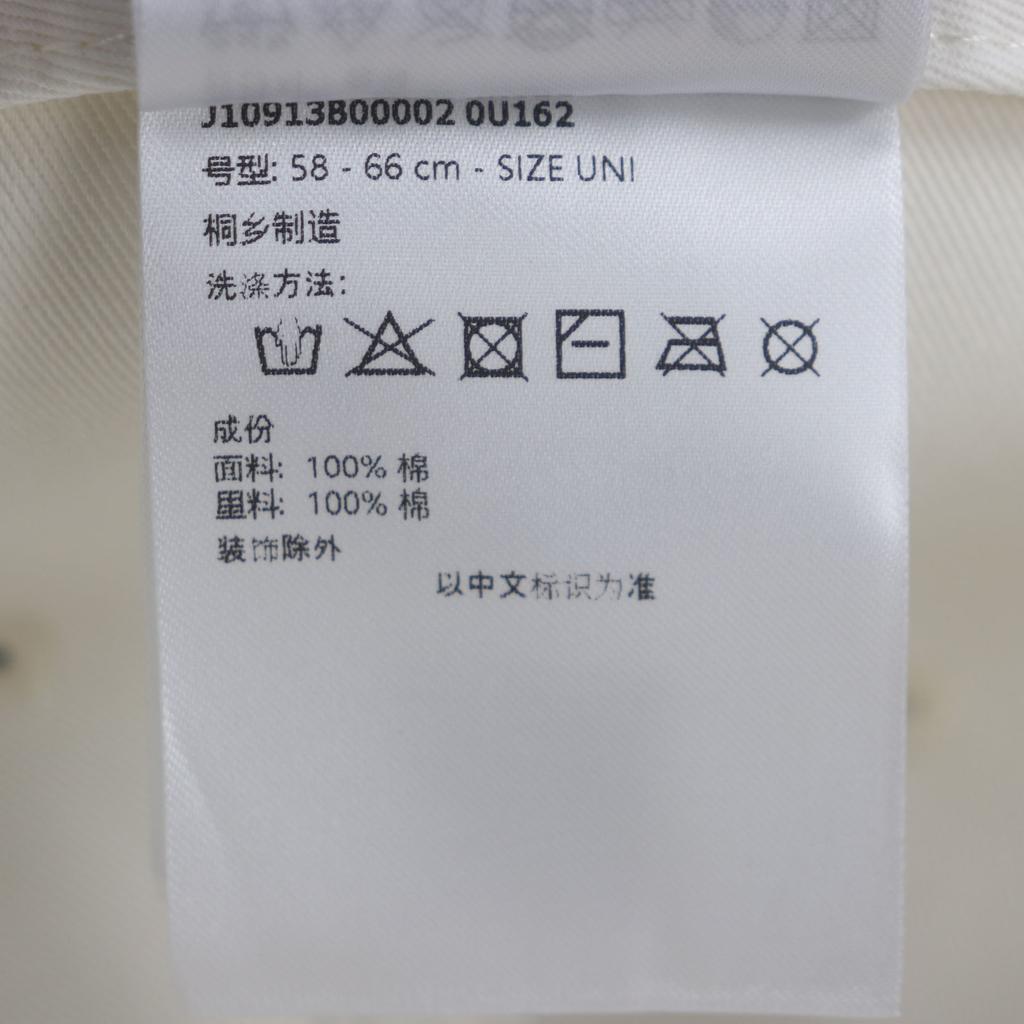 J10913B00002 0U162
号型: 58 - 66 cm - SIZE UNI
桐乡制造
洗涤方法:
成份
面料: 100% 棉
里料: 100% 棉
装饰除外
以中文标识为准